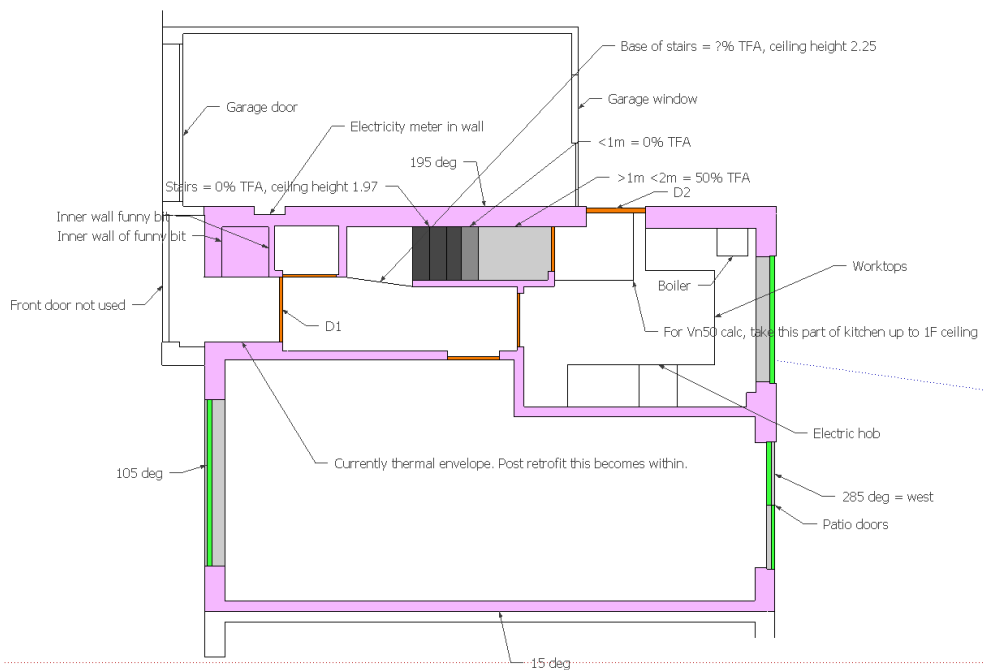 Base of stairs = ?% TFA, ceiling height 2.25
Garage door
Garage window
Electricity meter in wall
<1m = 0% TFA
195 deg
>1m <2m = 50% TFA
Stairs = 0% TFA, ceiling height 1.97
D2
Inner wall funny bit
Inner wall of funny bit
Worktops
Boiler
Front door not used
D1
For Vn50 calc, take this part of kitchen up to 1F ceiling
Electric hob
Currently thermal envelope. Post retrofit this becomes within.
105 deg
285 deg = west
Patio doors
15 deg